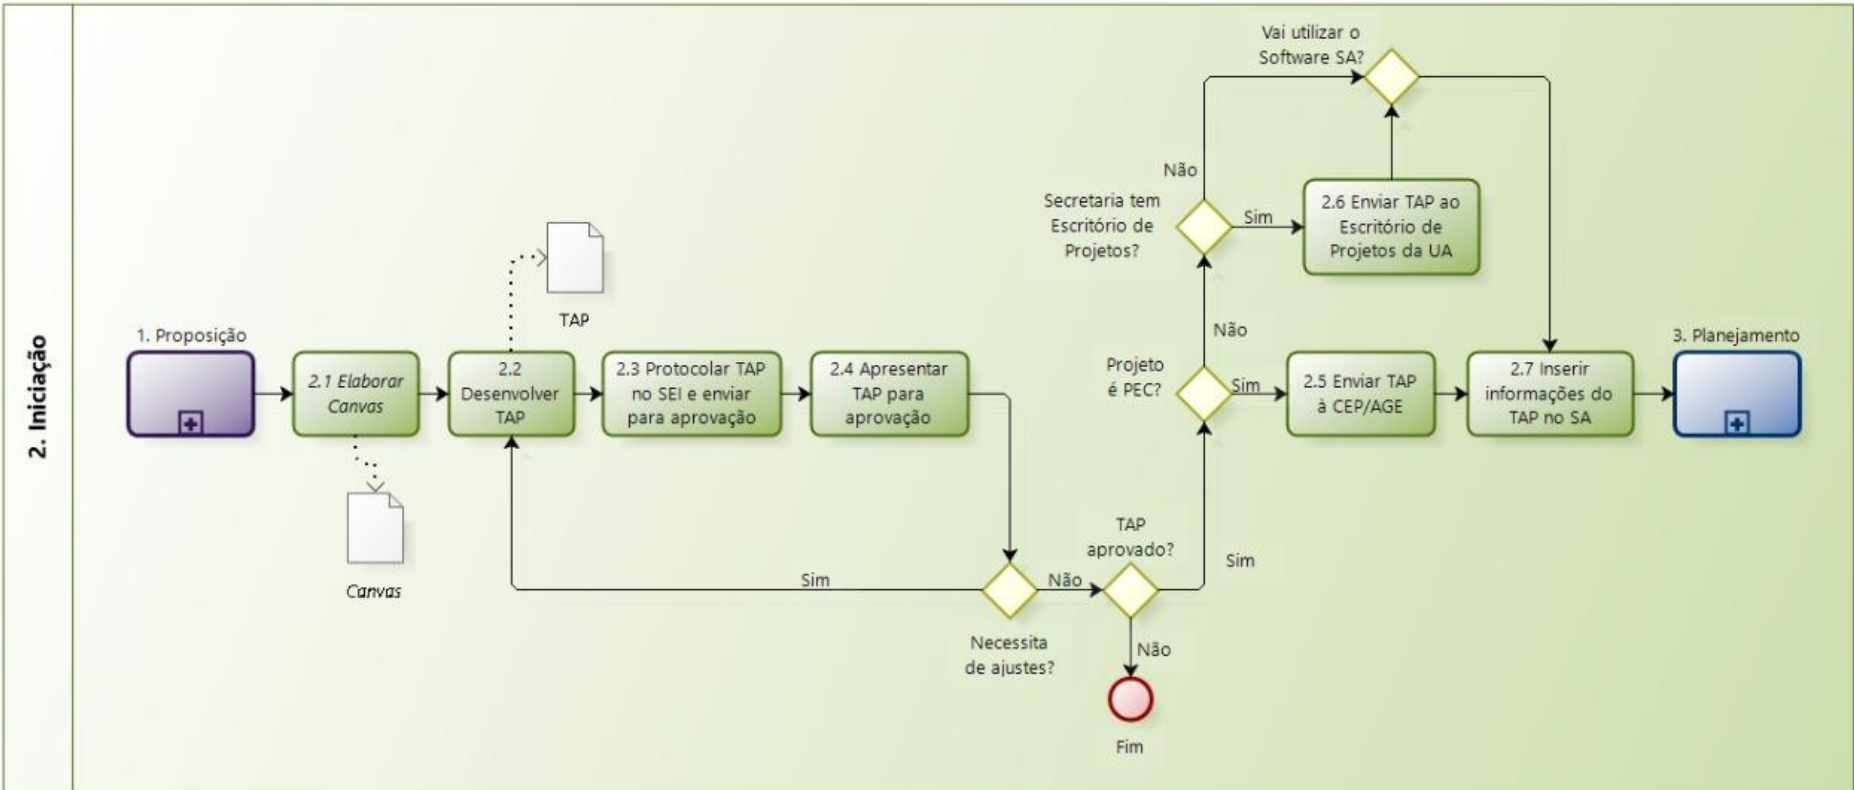 2. Iniciação
1. Proposição
2.1 Elaborar
Canvas
Canvas
2.2
Desenvolver
TAP
TAP
2.3 Protocolar TAP
no SEI e enviar
para aprovação
2.4 Apresentar
TAP para
aprovação
Necessita
de ajustes?
Sim
Não
TAP
aprovado?
Não
Fim
Sim
Projeto
é PEC?
Sim
Não
2.5 Enviar TAP
à CEP/AGE
Secretaria tem
Escritório de
Projetos?
Sim
Não
2.6 Enviar TAP ao
Escritório de
Projetos da UA
Vai utilizar o
Software SA?
2.7 Inserir
informações do
TAP no SA
3. Planejamento